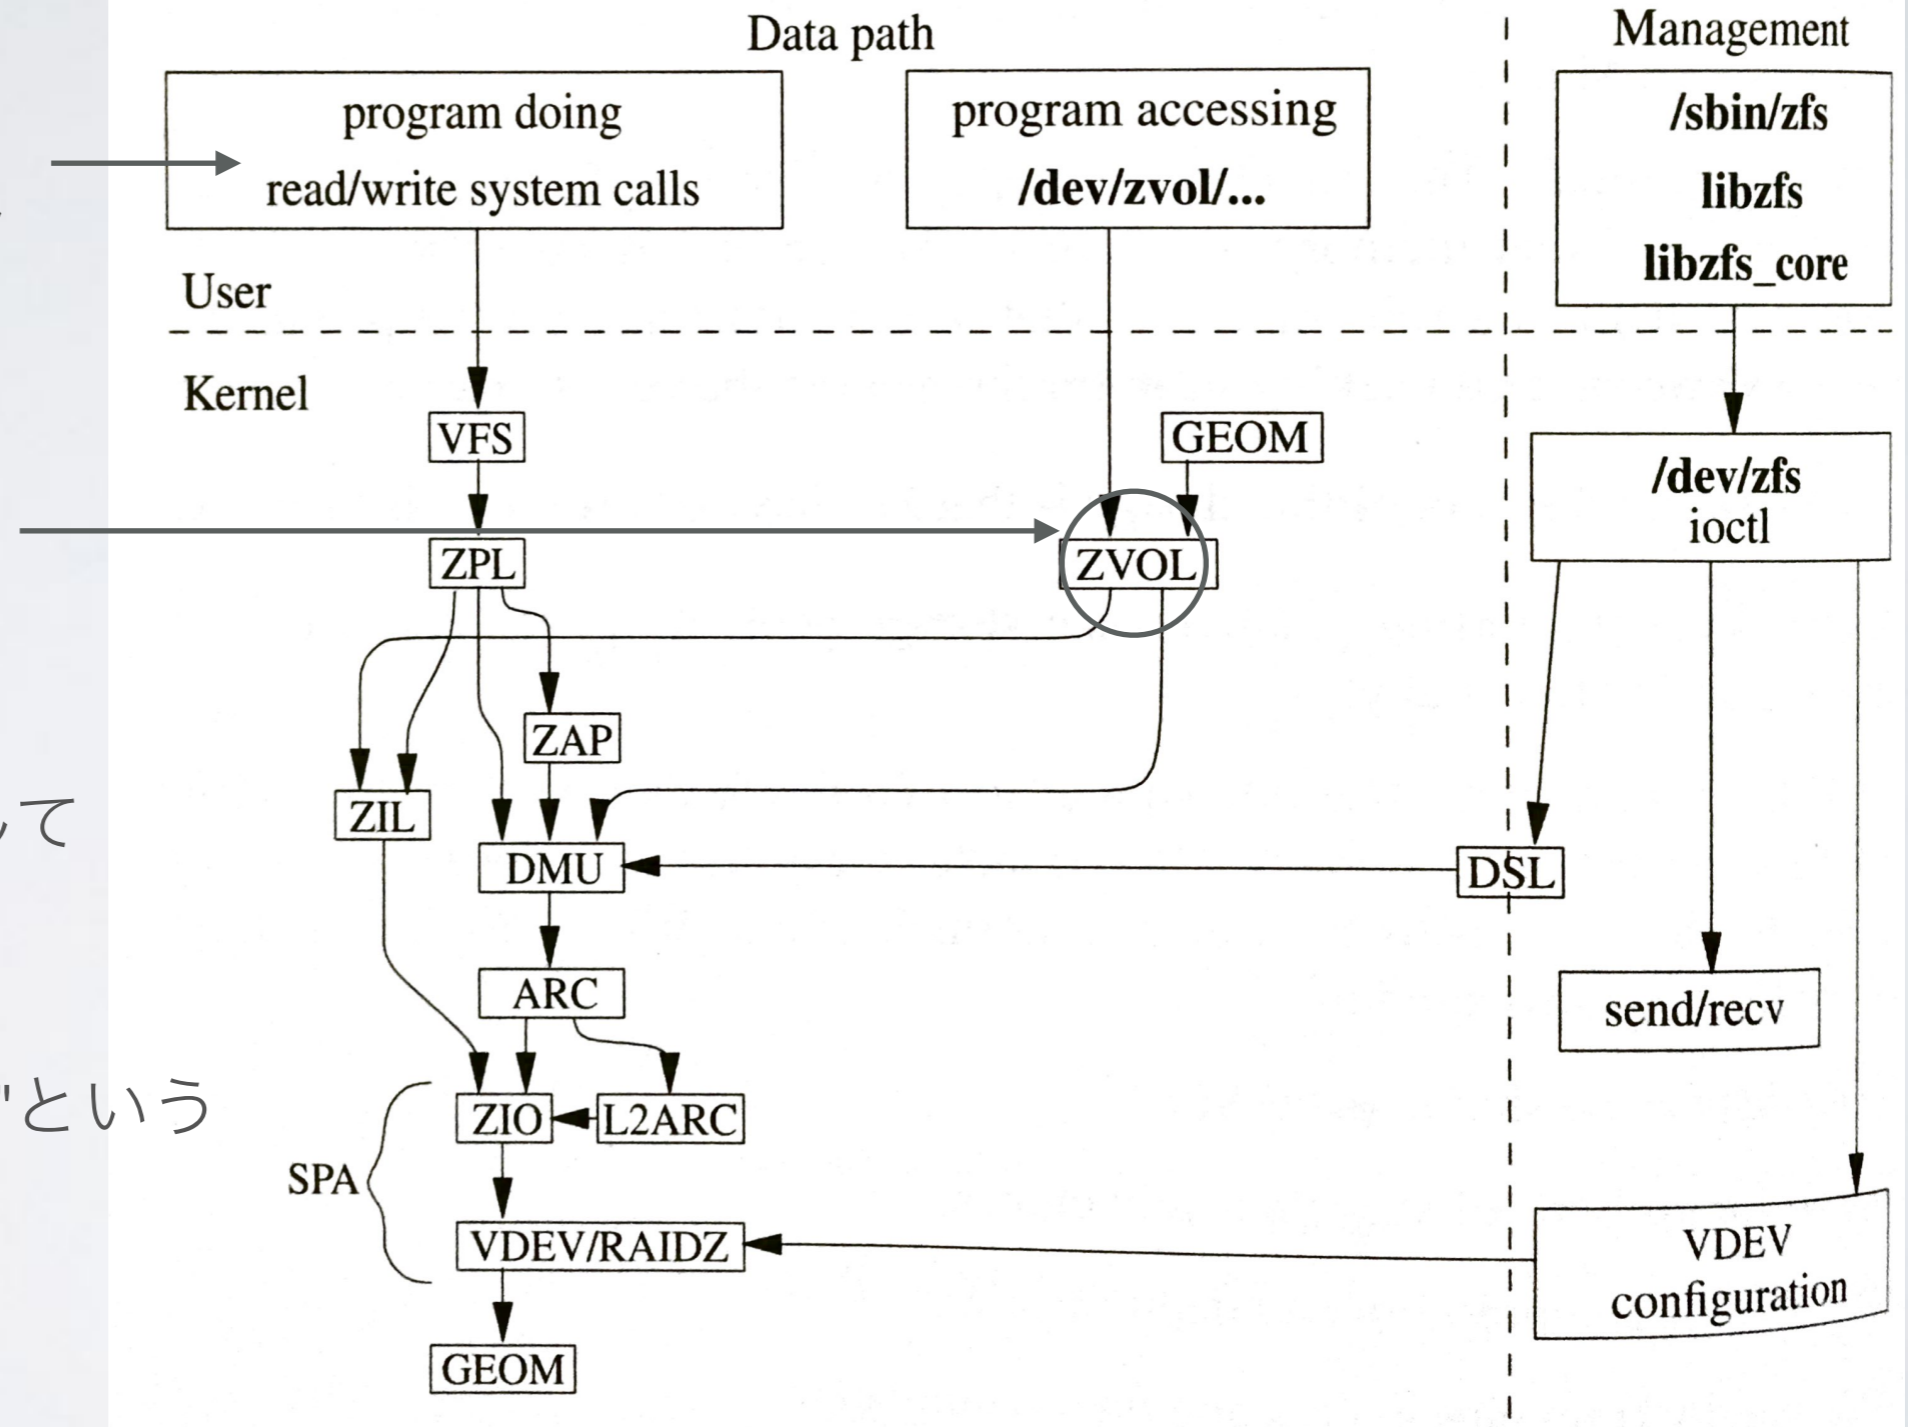 Data path
Management
program doing
read/write system calls
program accessing
/dev/zvol/...
/sbin/zfs
libzfs
libzfs_core
User
Kernel
VFS
GEOM
/dev/zfs
ioctl
ZPL
ZVOL
ZAP
ZIL
して
DMU
DSL
ARC
send/recv
"という
ZIO
L2ARC
SPA
VDEV/RAIDZ
VDEV
configuration
GEOM